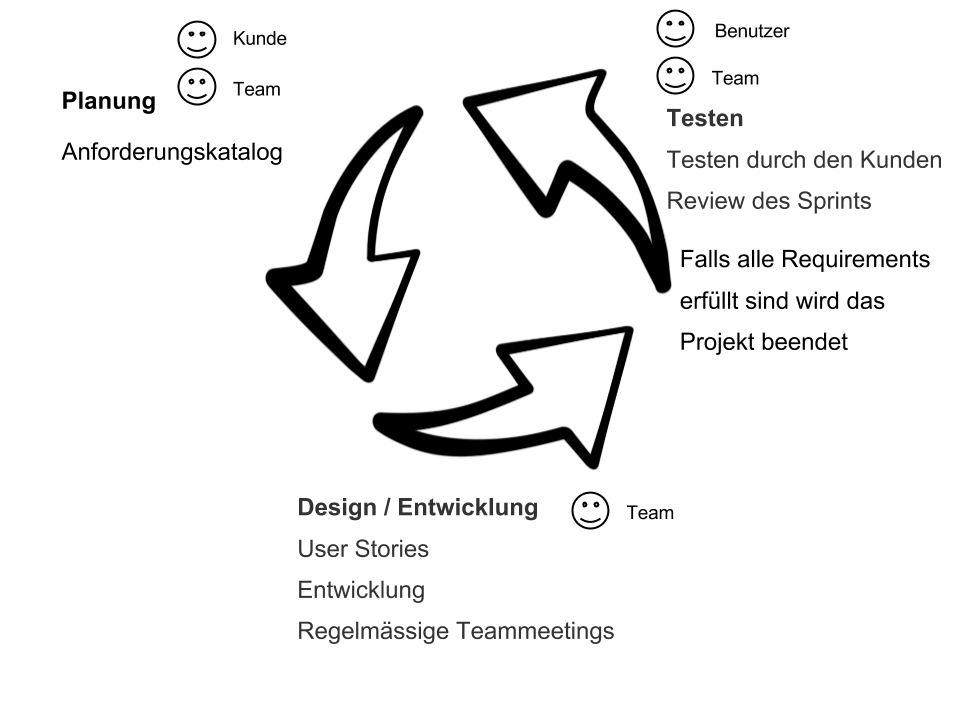 Kunde
Team
Planung
Anforderungskatalog
Benutzer
Team
Testen
Testen durch den Kunden
Review des Sprints
Falls alle Requirements
erfüllt sind wird das
Projekt beendet
Design / Entwicklung
Team
User Stories
Entwicklung
Regelmässige Teammeetings